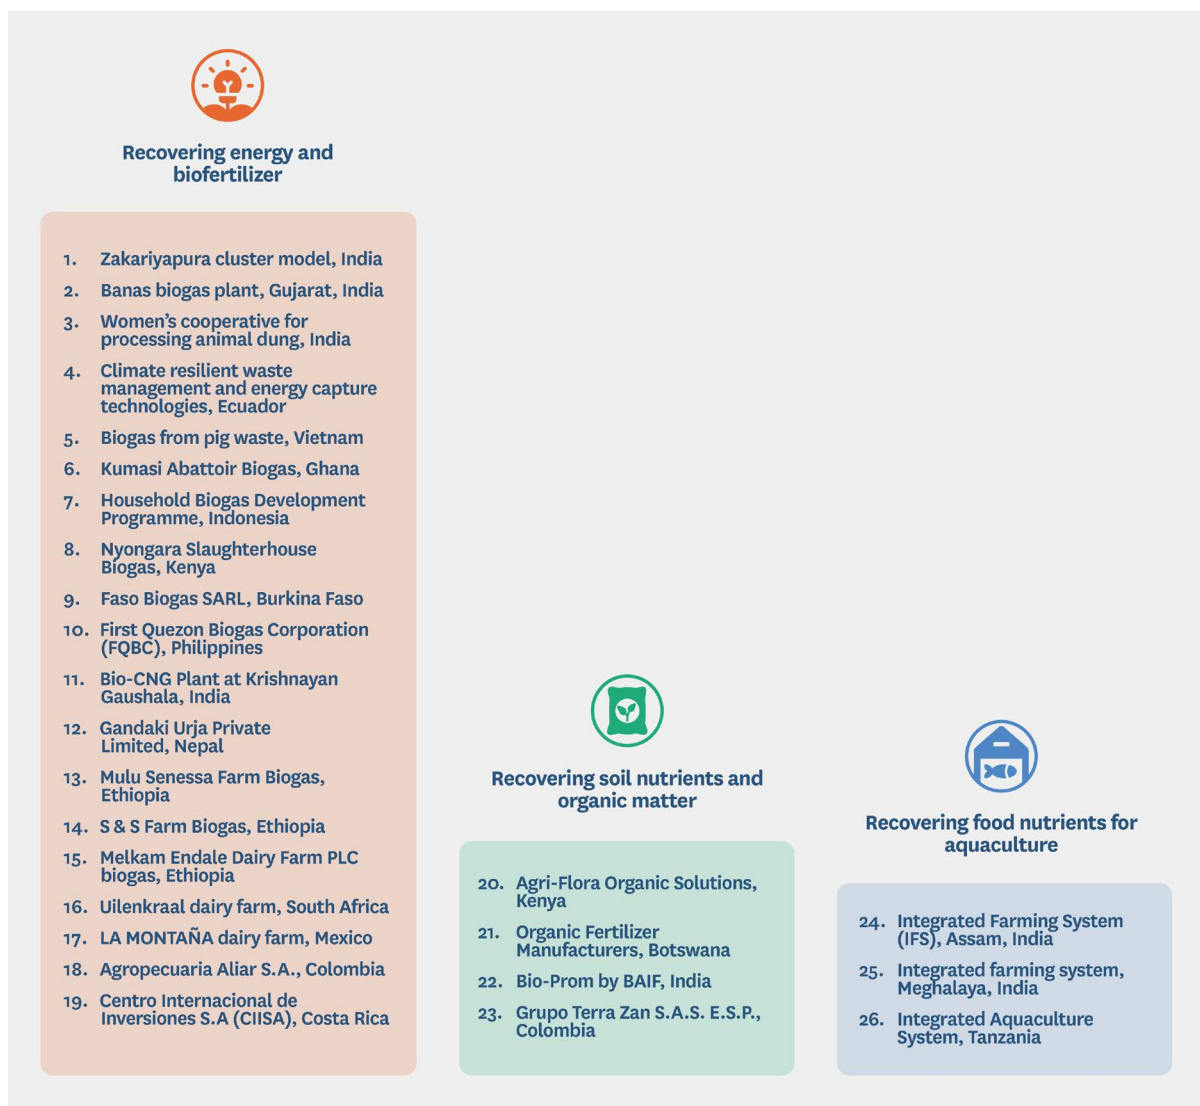 Recovering energy and
biofertilizer
1. Zakariyapura cluster model, India
2. Banas biogas plant, Gujarat, India
3. Women's cooperative for
processing animal dung, India
4. Climate resilient waste
management and energy capture
technologies, Ecuador
5. Biogas from pig waste, Vietnam
6. Kumasi Abattoir Biogas, Ghana
7. Household Biogas Development
Programme, Indonesia
8. Nyongara Slaughterhouse
Biogas, Kenya
9. Faso Biogas SARL, Burkina Faso
10. First Quezon Biogas Corporation
(FQBC), Philippines
11. Bio-CNG Plant at Krishnayan
Gaushala, India
12. Gandaki Urja Private
Limited, Nepal
13. Mulu Senessa Farm Biogas,
Ethiopia
14. S & S Farm Biogas, Ethiopia
15. Melkam Endale Dairy Farm PLC
biogas, Ethiopia
16. Uilenkraal dairy farm, South Africa
17. LA MONTAÑA dairy farm, Mexico
18. Agropecuaria Aliar S.A., Colombia
19. Centro Internacional de
Inversiones S.A (CIISA), Costa Rica
Recovering soil nutrients and
organic matter
20. Agri-Flora Organic Solutions,
Kenya
21. Organic Fertilizer
Manufacturers, Botswana
22. Bio-Prom by BAIF, India
23. Grupo Terra Zan S.A.S. E.S.P.,
Colombia
Recovering food nutrients for
aquaculture
24. Integrated Farming System
(IFS), Assam, India
25. Integrated farming system,
Meghalaya, India
26. Integrated Aquaculture
System, Tanzania